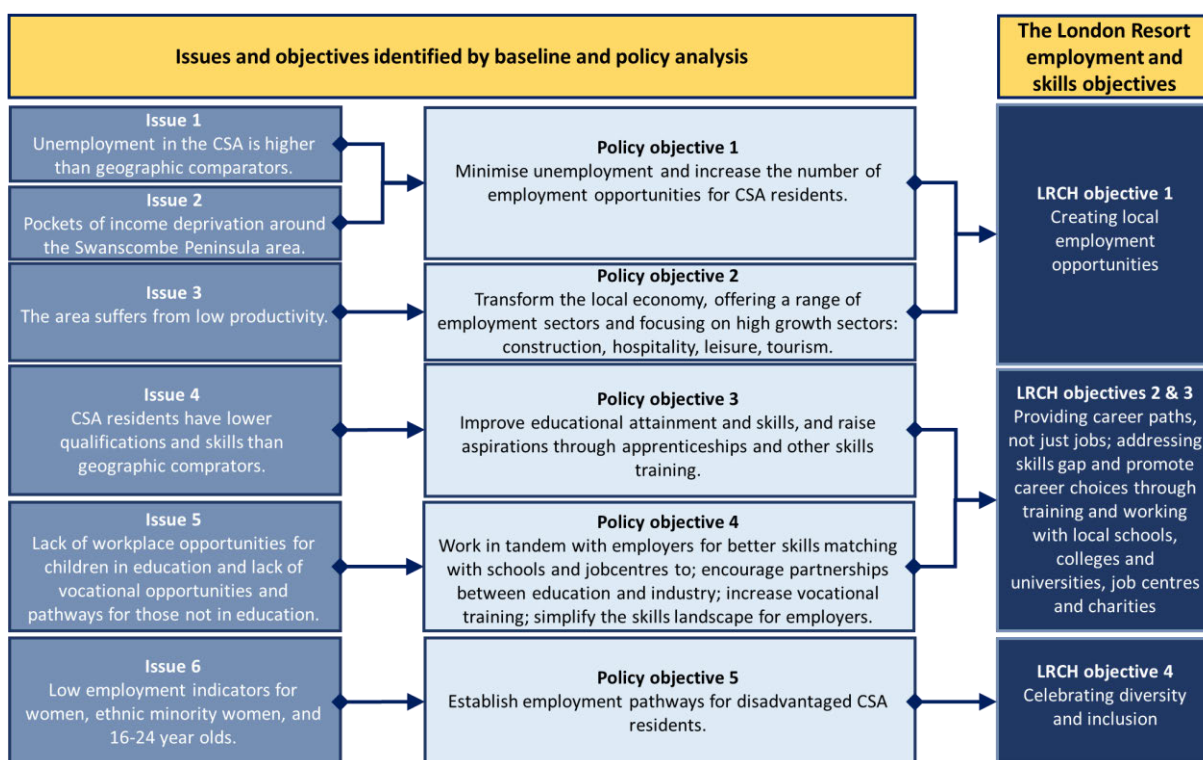 Issues and objectives identified by baseline and policy analysis
The London Resort
employment and
skills objectives
Issue 1
Unemployment in the CSA is higher
than geographic comparators.
Issue 2
Pockets of income deprivation around
the Swanscombe Peninsula area.
Policy objective 1
Minimise unemployment and increase the number of
employment opportunities for CSA residents.
LRCH objective 1
Creating local
employment
opportunities
Issue 3
The area suffers from low productivity.
Policy objective 2
Transform the local economy, offering a range of
employment sectors and focusing on high growth sectors:
construction, hospitality, leisure, tourism.
Issue 4
CSA residents have lower
qualifications and skills than
geographic comprators.
Policy objective 3
Improve educational attainment and skills, and raise
aspirations through apprenticeships and other skills
training.
LRCH objectives 2 & 3
Providing career paths,
not just jobs; addressing
skills gap and promote
career choices through
training and working
with local schools,
colleges and
universities, job centres
and charities
Issue 5
Lack of workplace opportunities for
children in education and lack of
vocational opportunities and
pathways for those not in education.
Policy objective 4
Work in tandem with employers for better skills matching
with schools and jobcentres to; encourage partnerships
between education and industry; increase vocational
training; simplify the skills landscape for employers.
Issue 6
Low employment indicators for
women, ethnic minority women, and
16-24 year olds.
Policy objective 5
Establish employment pathways for disadvantaged CSA
residents.
LRCH objective 4
Celebrating diversity
and inclusion